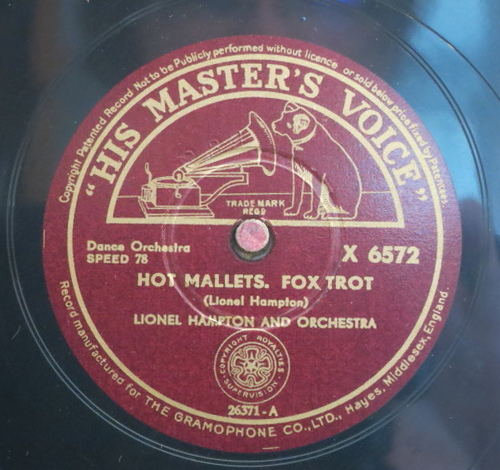 Copyright Patented Record Not to be Publicly performed without licence or sold below price fixed by Patentees
"HIS MASTER'S VOICE"
TRADE MARK
REGD
Dance Orchestra
SPEED 78
X 6572
HOT MALLETS. FOX TROT
(Lionel Hampton)
LIONEL HAMPTON AND ORCHESTRA
COPYRIGHT ROYALTIES
SUPERVISION
26371-A
Record manufactured for THE GRAMOPHONE CO., LTD., Hayes, Middlesex, England.